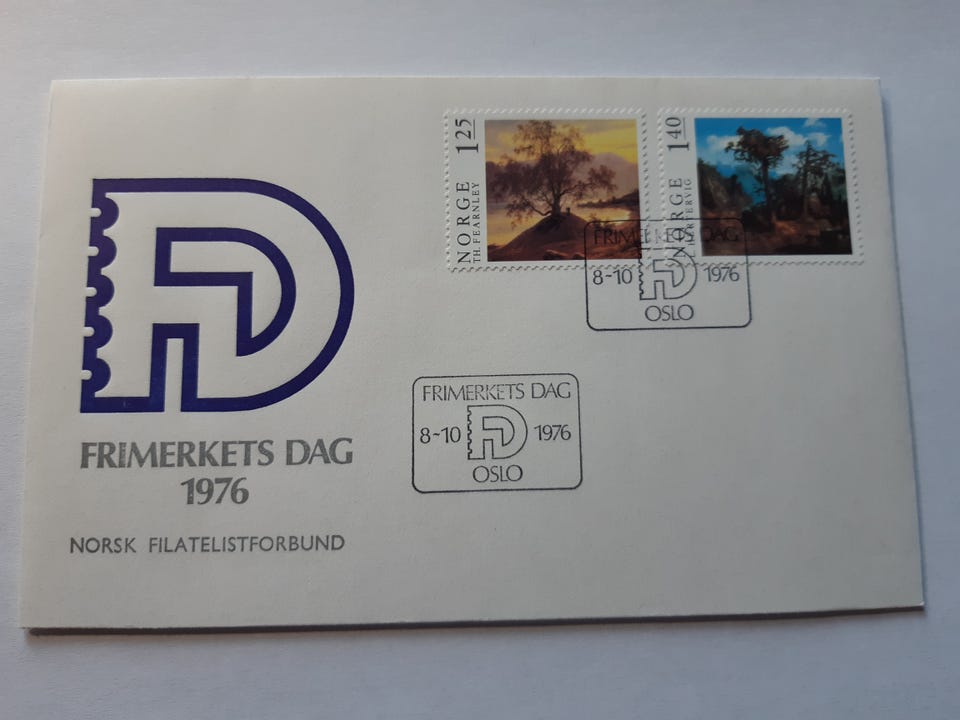 NORGE 125
TH. FEARNLEY
NORGE 140
FRIMERKETS DAG
8-10 1976
OSLO
FRIMERKETS DAG
8-10 1976
OSLO
FD
FRIMERKETS DAG
1976
NORSK FILATELISTFORBUND